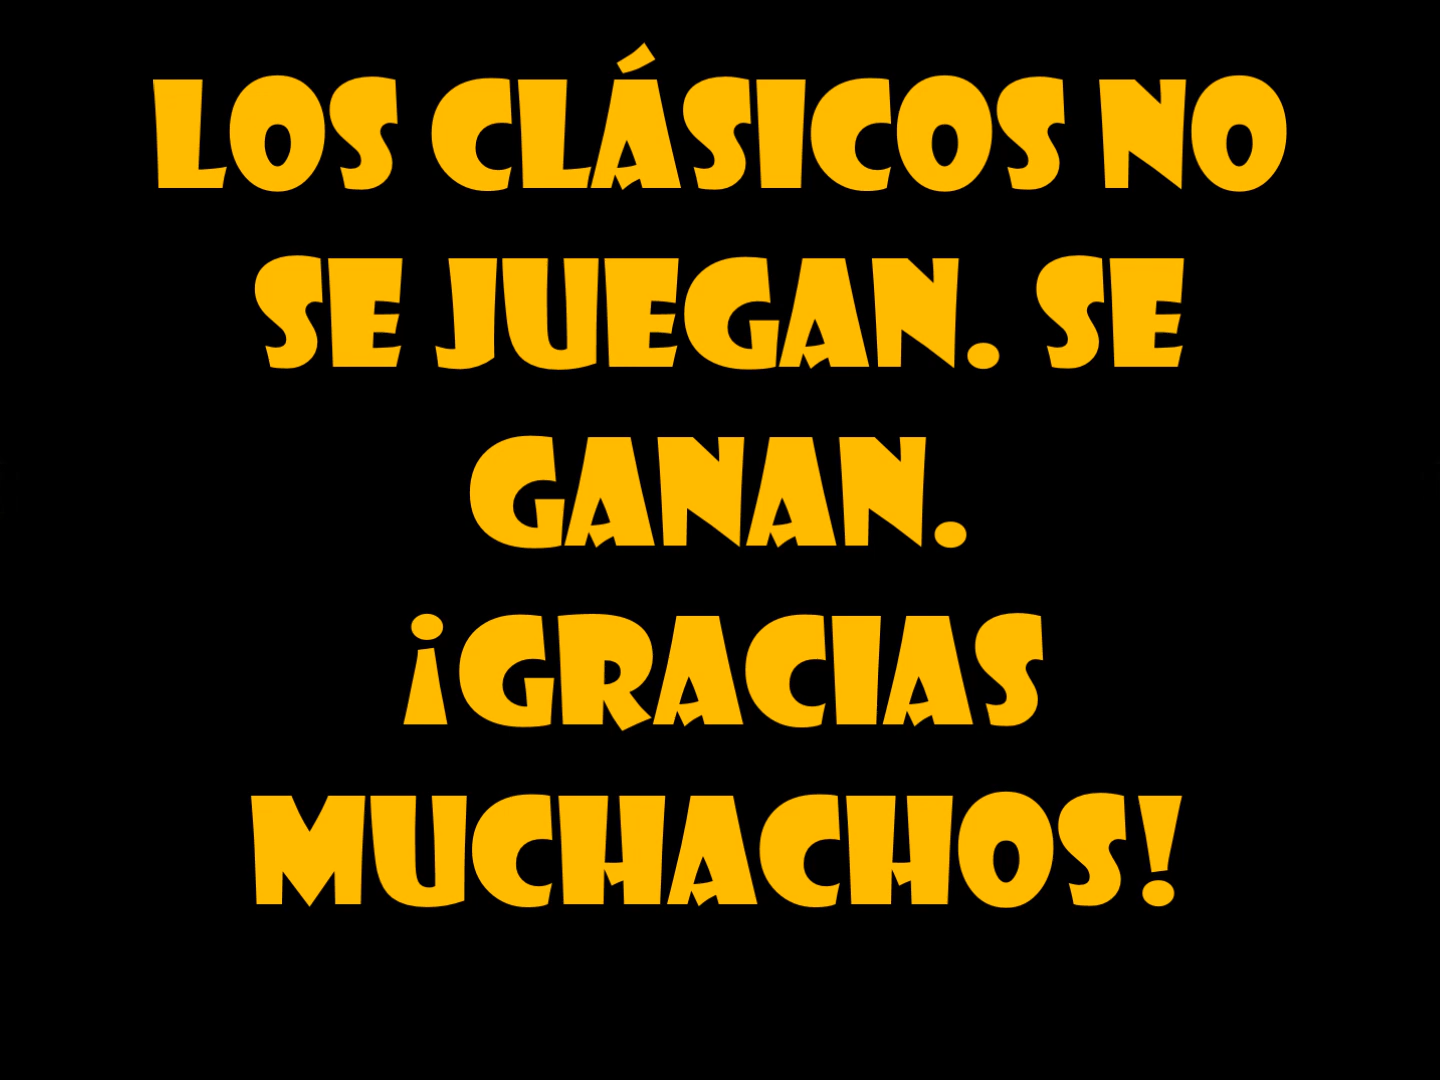 LOS CLÁSICOS NO
SE JUEGAN. SE
GANAN.
¡GRACIAS
MUCHACHOS!